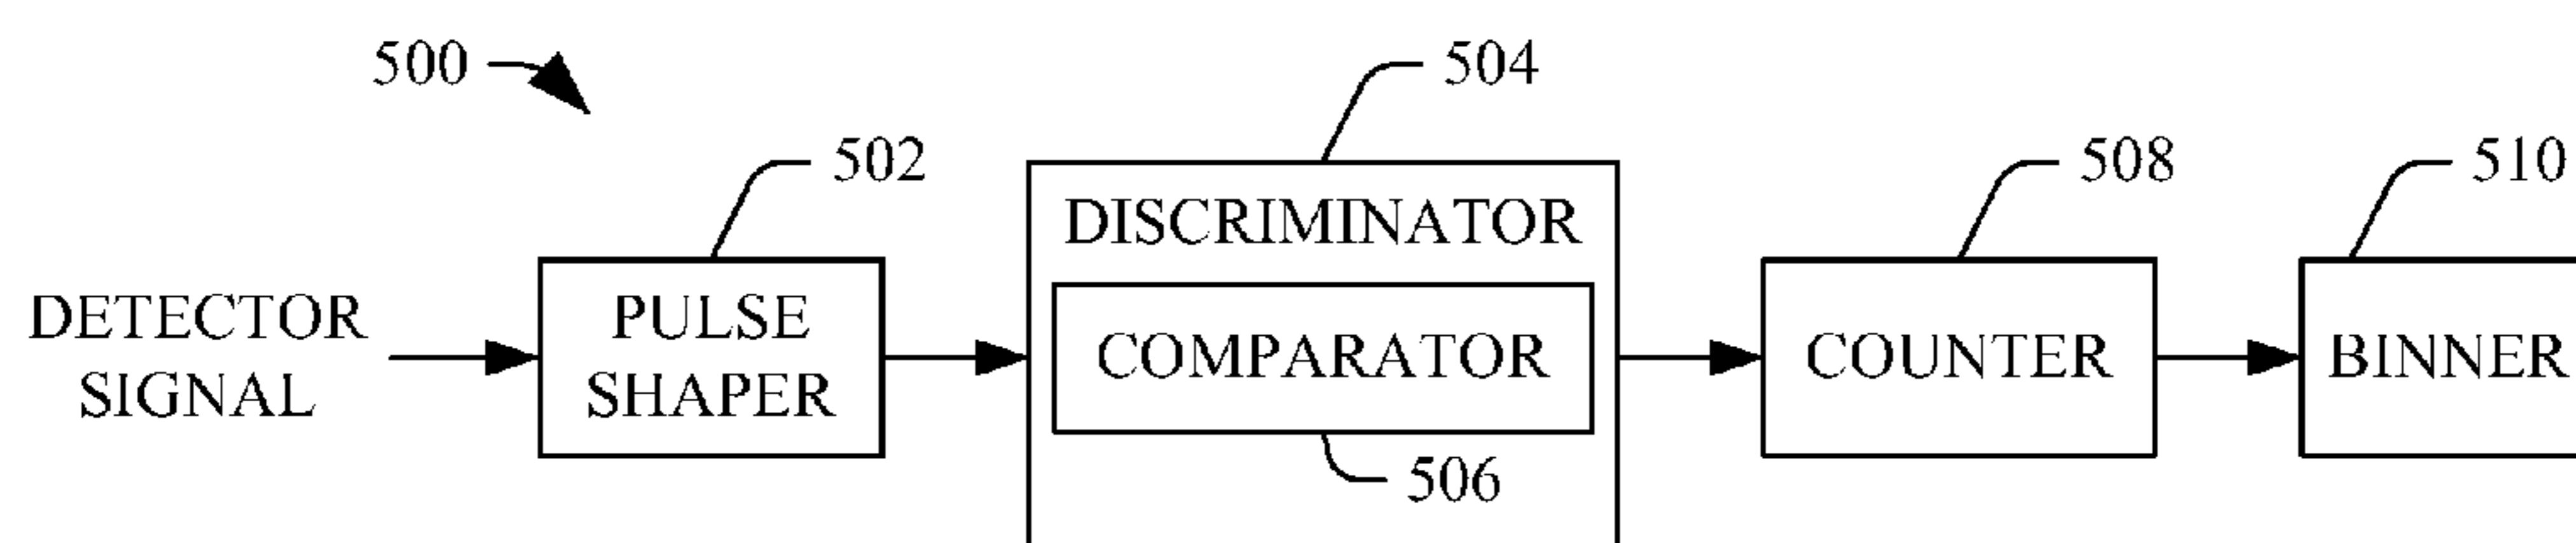 500
504
502
508
510
DISCRIMINATOR
DETECTOR
SIGNAL
PULSE
SHAPER
COMPARATOR
COUNTER
BINNER
506